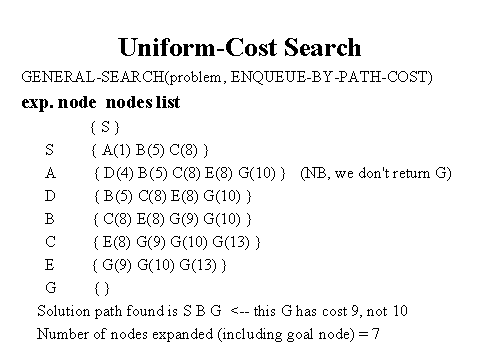 Uniform-Cost Search
GENERAL-SEARCH(problem, ENQUEUE-BY-PATH-COST)
exp. node nodes list
{ S }
S { A(1) B(5) C(8) }
A { D(4) B(5) C(8) E(8) G(10) } (NB, we don't return G)
D { B(5) C(8) E(8) G(10) }
B { C(8) E(8) G(9) G(10) }
C { E(8) G(9) G(10) G(13) }
E { G(9) G(10) G(13) }
G { }
Solution path found is S B G <-- this G has cost 9, not 10
Number of nodes expanded (including goal node) = 7